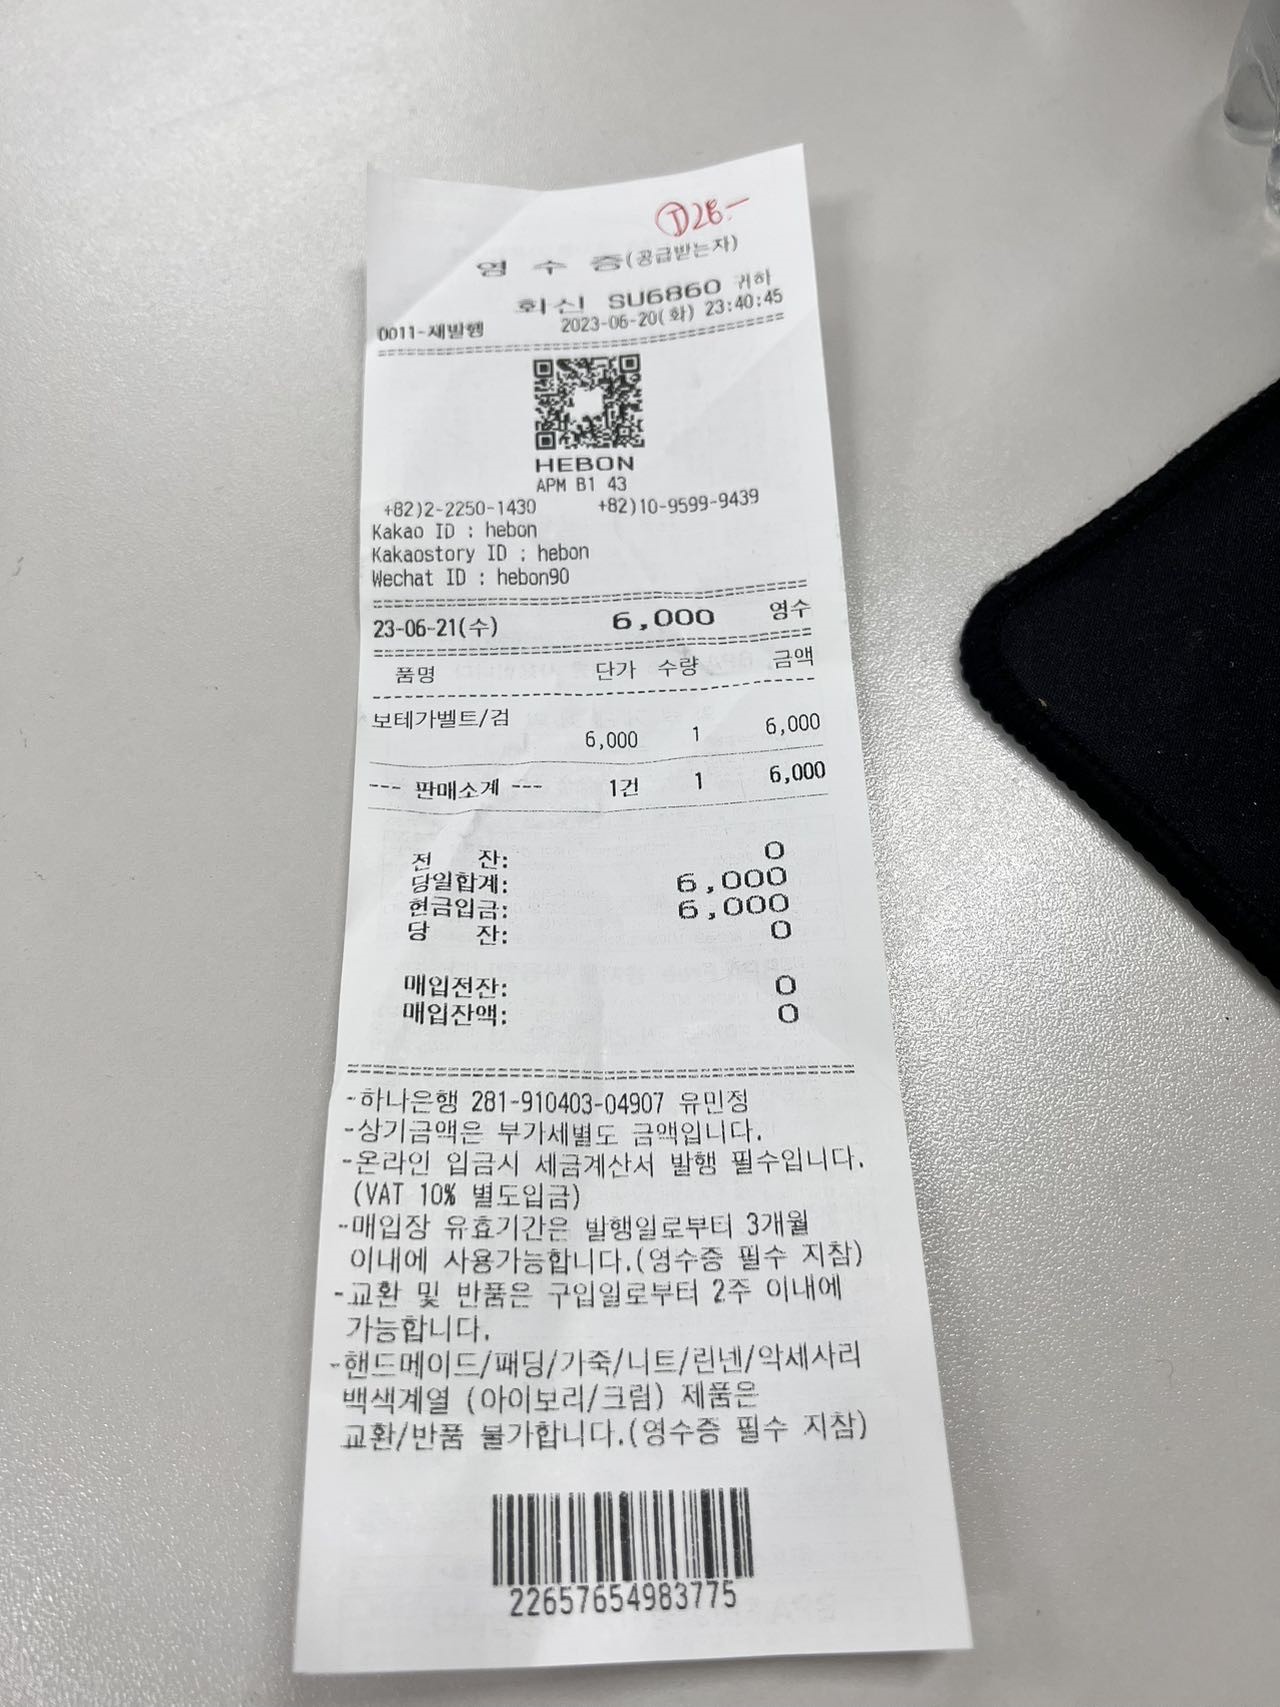 영 수 증(공급받는자)
회신 SU6860 귀하
0011-재발행 2023-06-20(화) 23:40:45
HEBON
APM B1 43
+82)2-2250-1430 +82)10-9599-9439
Kakao ID : hebon
Kakaostory ID : hebon
Wechat ID : hebon90
23-06-21(수) 6,000 영수
품명 단가 수량 금액
보테가벨트/검
6,000 1 6,000
--- 판매소계 --- 1건 1 6,000
전 잔: 0
당일합계: 6,000
현금입금: 6,000
당 잔: 0
매입전잔: 0
매입잔액: 0
-하나은행 281-910403-04907 유민정
-상기금액은 부가세별도 금액입니다.
-온라인 입금시 세금계산서 발행 필수입니다.
(VAT 10% 별도입금)
-매입장 유효기간은 발행일로부터 3개월
이내에 사용가능합니다.(영수증 필수 지참)
-교환 및 반품은 구입일로부터 2주 이내에
가능합니다.
-핸드메이드/패딩/가죽/니트/린넨/악세사리
백색계열 (아이보리/크림) 제품은
교환/반품 불가합니다.(영수증 필수 지참)
22657654983775